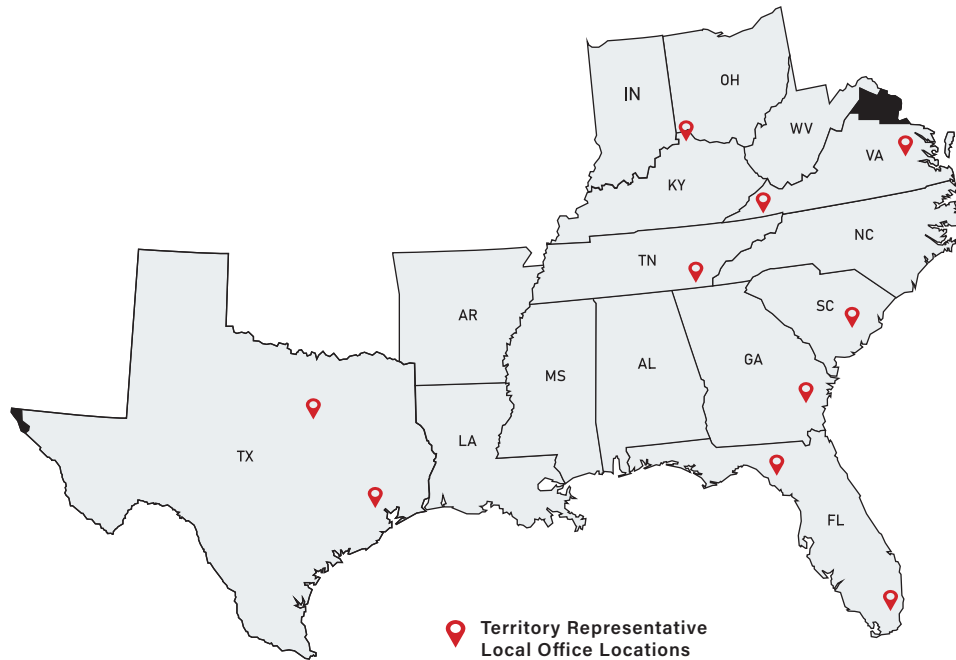 OH
IN
WV
VA
KY
NC
TN
SC
AR
GA
MS
AL
LA
TX
FL
Territory Representative
Local Office Locations